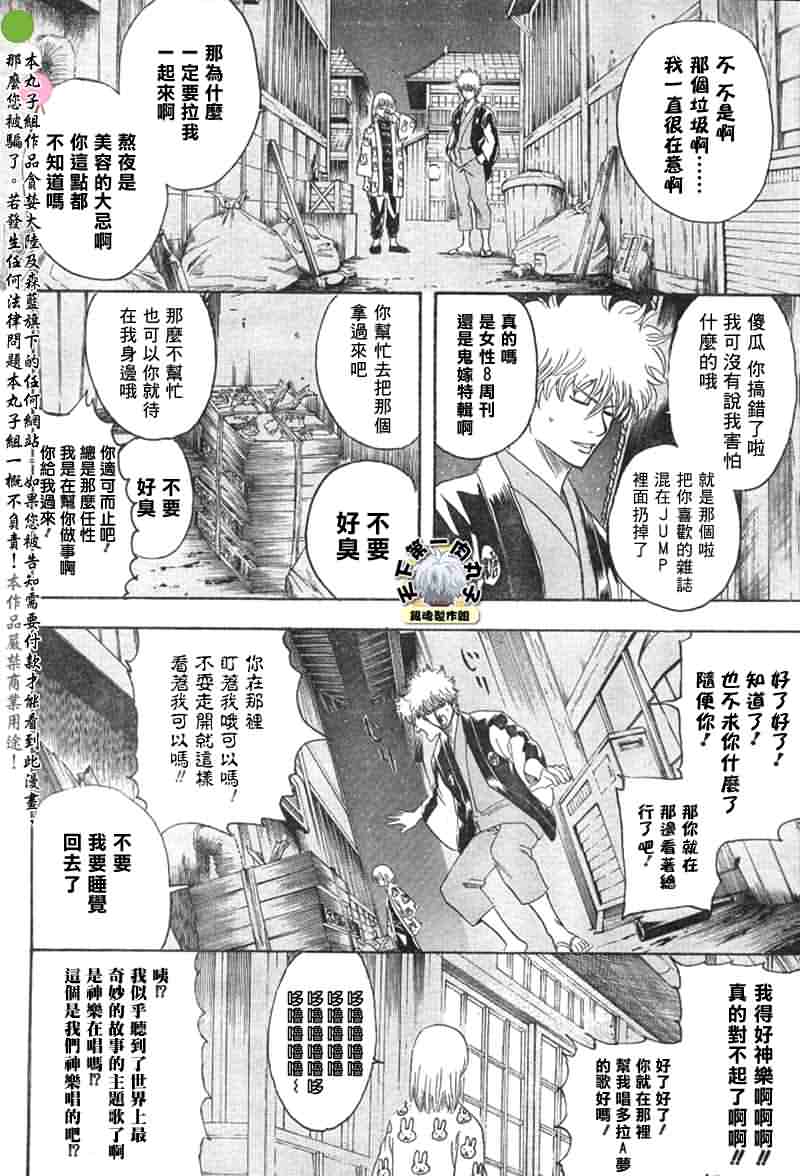 不 不是啊
那個垃圾啊……
我一直很在意啊
那為什麼
一定要拉我
一起來啊
熬夜是
美容的大忌啊
你這點都
不知道嗎
傻瓜 你搞錯了啦
我可沒有說我害怕
什麼的哦
就是那個啦
把你喜歡的雜誌
混在JUMP
裡面扔掉了
真的嗎
是女性8周刊
還是鬼嫁特輯啊
你幫忙去把那個
拿過來吧
不要
好臭
那麼不幫忙
也可以你就待
在我身邊哦
不要
好臭
你適可而止吧!
總是那麼任性
我是在幫你做事啊
你給我過來!
天下第一
銀魂製作組
好了好了!
知道了!
也不求你什麼了
隨便你!
那你就在
那邊看著總
行了吧!
你在那裡
盯著我哦可以嗎!
不要走開就這樣
看著我可以嗎!!
不要
我要睡覺
回去了
我得好神樂啊啊啊!!
真的對不起了啊啊!!
好了好了!
你就在那裡
幫我唱多拉A夢
的歌好嗎!
哆嚕哆嚕
哆嚕哆嚕
哆嚕哆嚕
哆嚕哆~
咦!?
我似乎聽到了世界上最
奇妙的故事的主題歌了啊
是神樂在唱嗎!?
這個是我們神樂唱的吧!?
本丸子組作品貪婪大陸及森藍旗下的任何網站——如果您被告知需要付款才能看到此漫畫,
那麼您被騙了。若發生任何法律問題本丸子組一概不負責!本作品嚴禁商業用途!